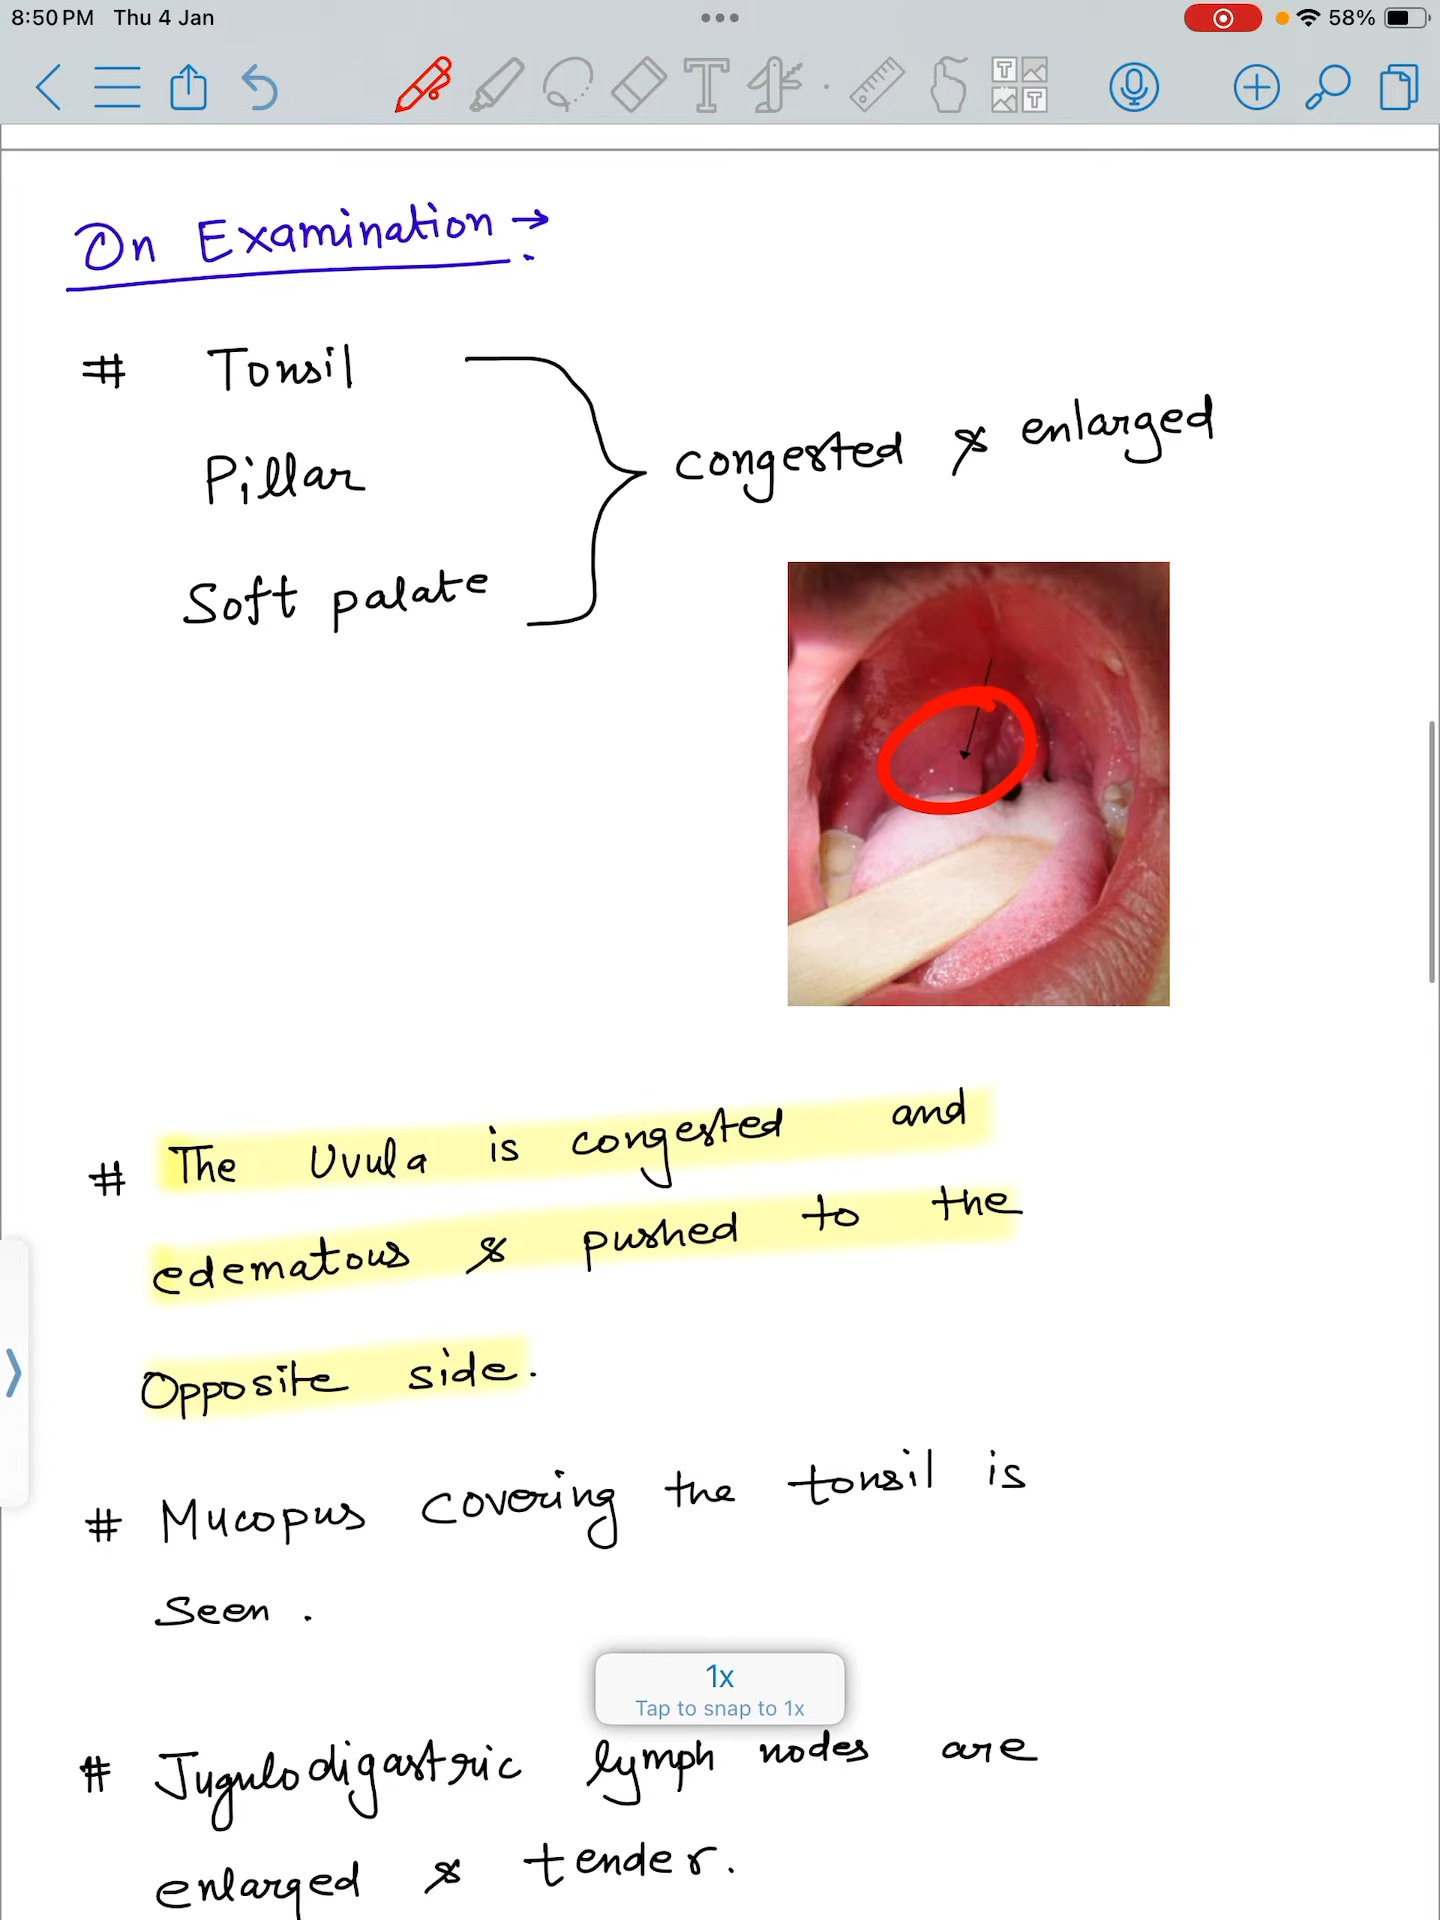 8:50 PM Thu 4 Jan
58%
On Examination →
# Tonsil
Pillar
Soft palate
congested & enlarged
# The Uvula is congested and
edematous & pushed to the
Opposite side.
# Mucopus covering the tonsil is
seen.
1x
Tap to snap to 1x
# Jugulodigastric lymph nodes are
enlarged & tender.